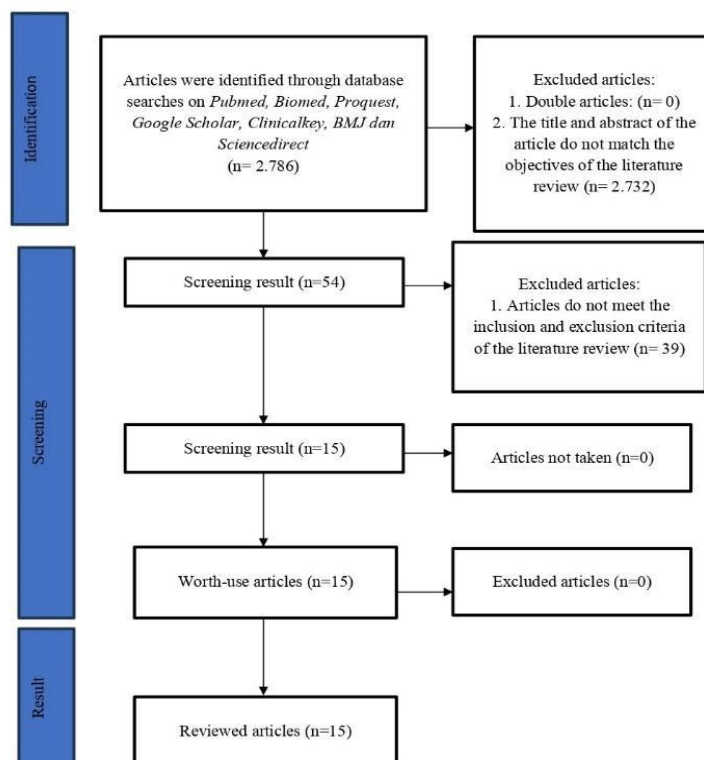 Identification
Articles were identified through database
searches on Pubmed, Biomed, Proquest,
Google Scholar, Clinicalkey, BMJ dan
Sciencedirect
(n= 2.786)
Excluded articles:
1. Double articles: (n= 0)
2. The title and abstract of the
article do not match the
objectives of the literature
review (n= 2.732)
Screening
Screening result (n=54)
Excluded articles:
1. Articles do not meet the
inclusion and exclusion criteria
of the literature review (n= 39)
Screening result (n=15)
Articles not taken (n=0)
Worth-use articles (n=15)
Excluded articles (n=0)
Result
Reviewed articles (n=15)